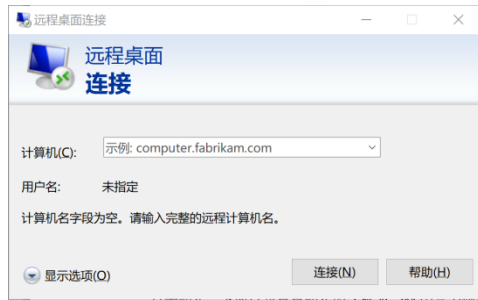 远程桌面连接
远程桌面
连接
计算机(C):
示例: computer.fabrikam.com
用户名:
未指定
计算机名字段为空。请输入完整的远程计算机名。
显示选项(O)
连接(N)
帮助(H)